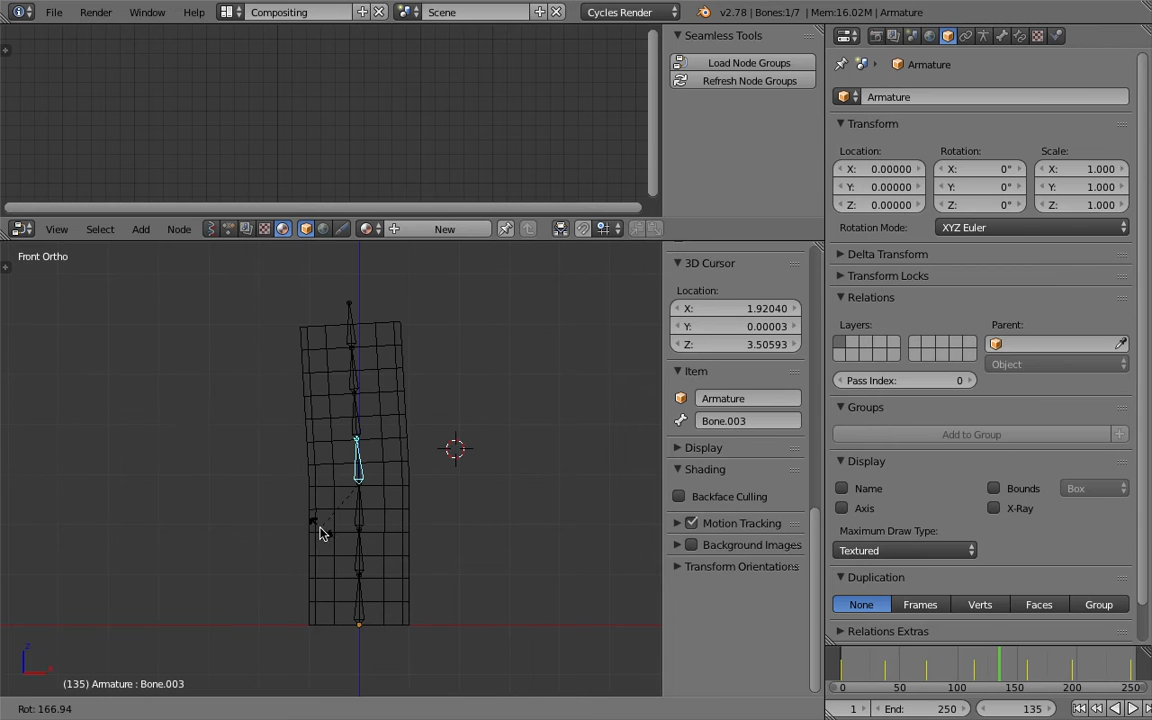 File Render Window Help Compositing Scene Cycles Render v2.78 | Bones:1/7 | Mem:16.02M | Armature
Seamless Tools
Load Node Groups
Refresh Node Groups
Armature
Armature
Transform
Location: Rotation: Scale:
X: 0.00000 X: 0° X: 1.000
Y: 0.00000 Y: 0° Y: 1.000
Z: 0.00000 Z: 0° Z: 1.000
Rotation Mode: XYZ Euler
Delta Transform
Transform Locks
Relations
Layers: Parent:
Object
Pass Index: 0
Groups
Add to Group
Display
Name Bounds Box
Axis X-Ray
Maximum Draw Type:
Textured
Duplication
None Frames Verts Faces Group
Relations Extras
View Select Add Node New
Front Ortho
3D Cursor
Location:
X: 1.92040
Y: 0.00003
Z: 3.50593
Item
Armature
Bone.003
Display
Shading
Backface Culling
Motion Tracking
Background Images
Transform Orientations
z
x
(135) Armature : Bone.003
0 50 100 150 200 250
Rot: 166.94
1 End: 250 135